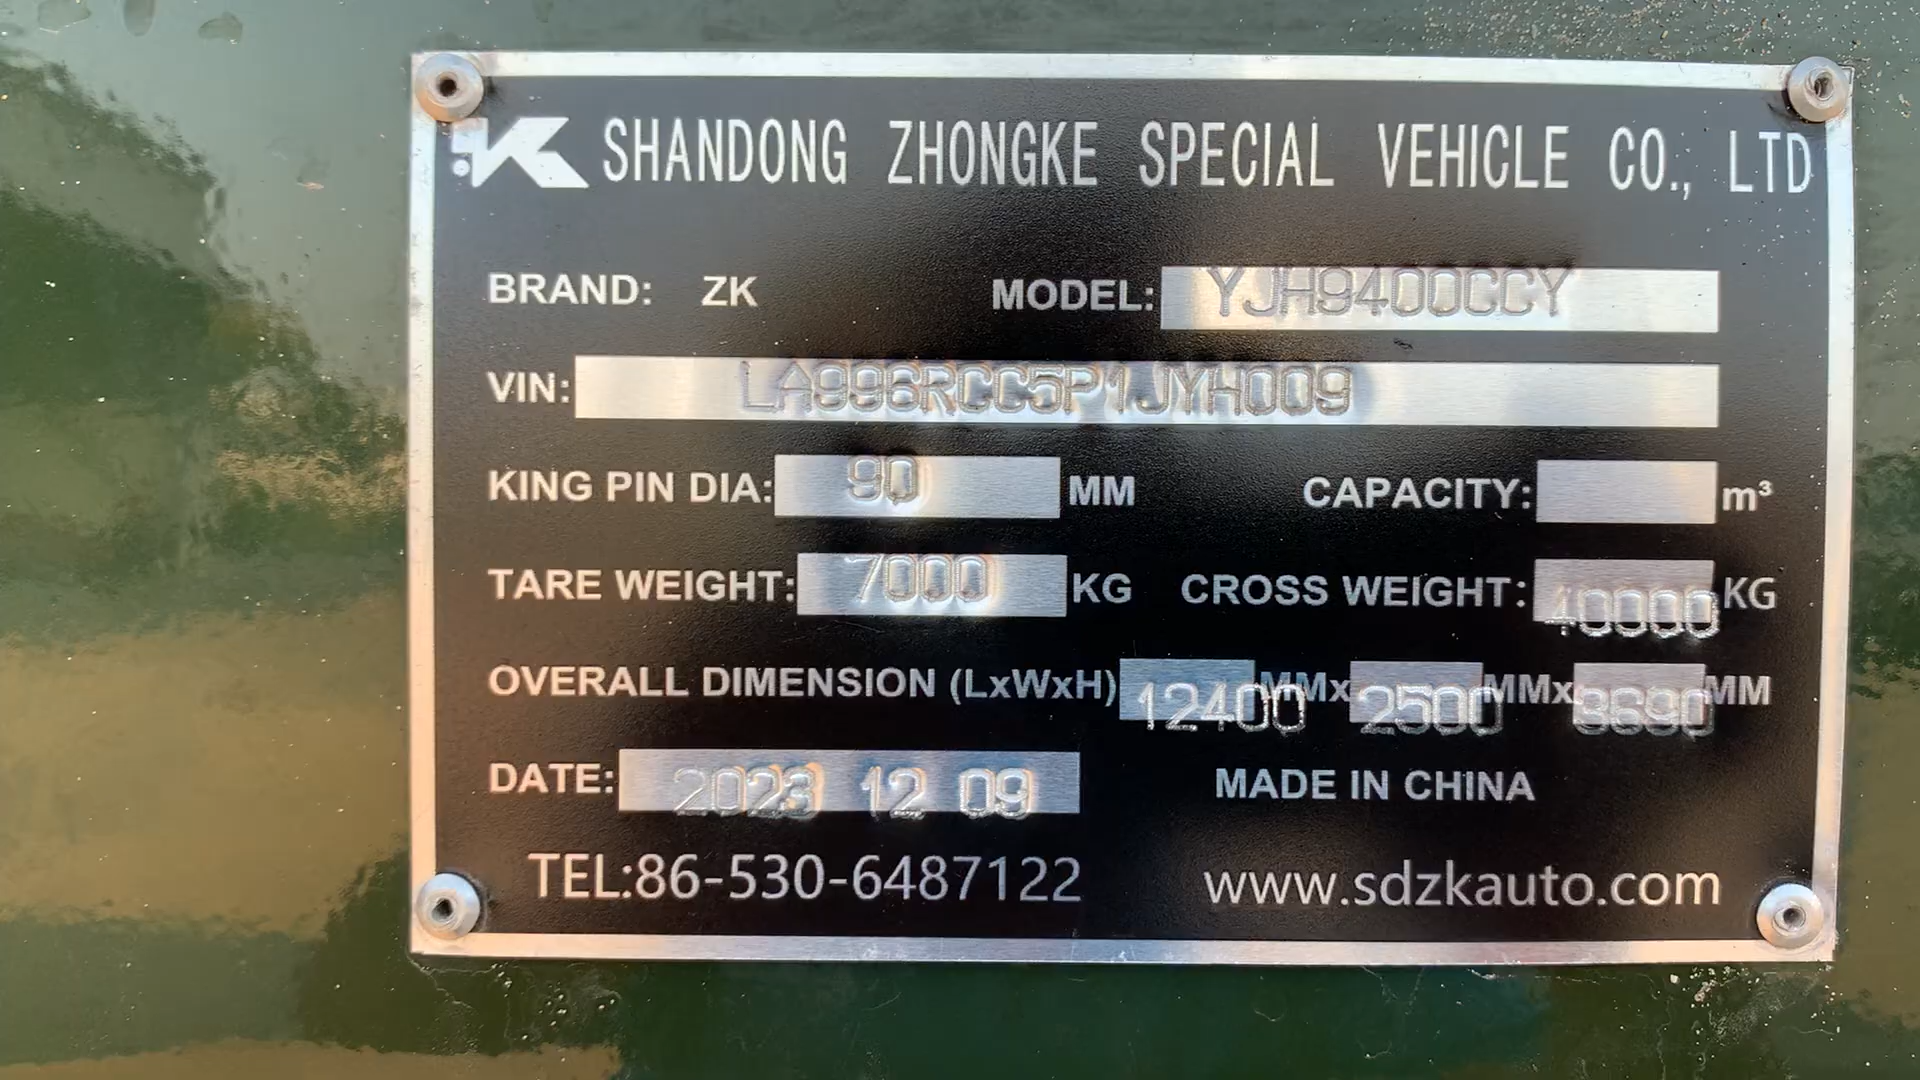 SHANDONG ZHONGKE SPECIAL VEHICLE CO., LTD
BRAND: ZK MODEL: YJH9400CCY
VIN: LA996RCC5P1JYH009
KING PIN DIA: 90 MM CAPACITY: m³
TARE WEIGHT: 7000 KG CROSS WEIGHT: 40000 KG
OVERALL DIMENSION (LxWxH) 12400 MMx 2500 MMx 3690 MM
DATE: 2023 12 09 MADE IN CHINA
TEL:86-530-6487122 www.sdzkauto.com